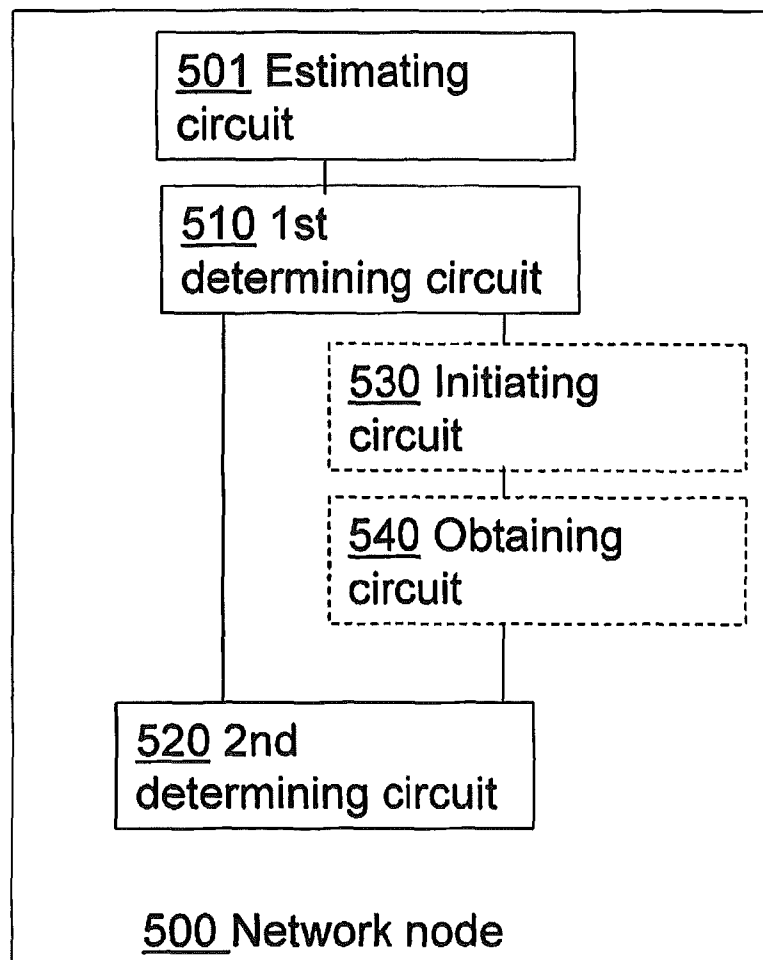 501 Estimating
circuit
510 1st
determining circuit
530 Initiating
circuit
540 Obtaining
circuit
520 2nd
determining circuit
500 Network node